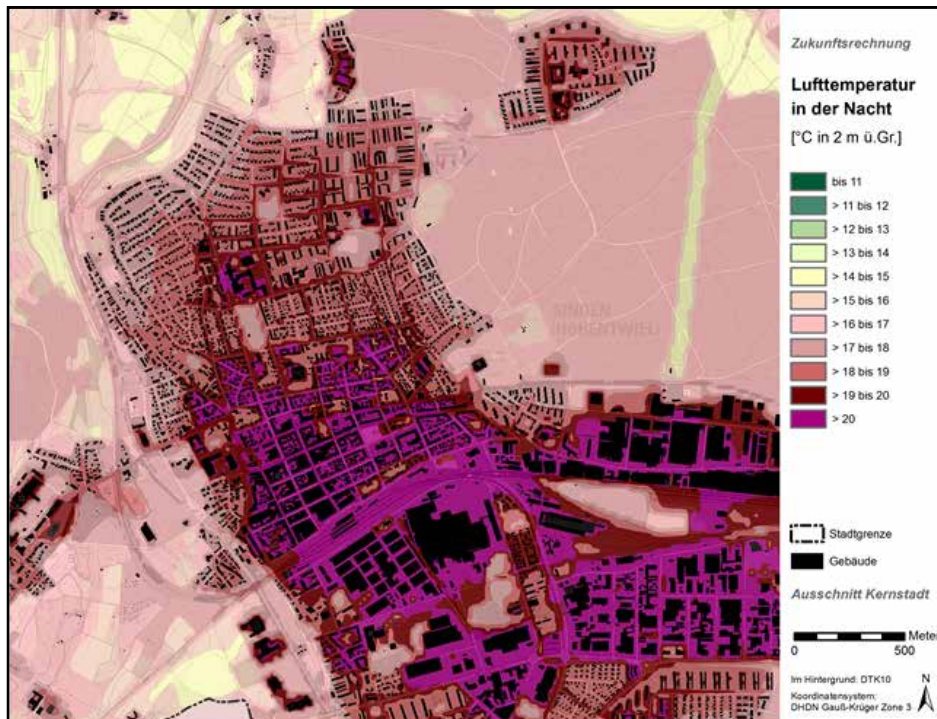 Zukunftsrechnung
Lufttemperatur
in der Nacht
[°C in 2 m ü.Gr.]
bis 11
> 11 bis 12
> 12 bis 13
> 13 bis 14
> 14 bis 15
> 15 bis 16
> 16 bis 17
> 17 bis 18
> 18 bis 19
> 19 bis 20
> 20
SINGEN
(HOHENTWIEL)
Stadtgrenze
Gebäude
Ausschnitt Kernstadt
Meter
0 500
Im Hintergrund: DTK10
Koordinatensystem:
DHDN Gauß-Krüger Zone 3
N